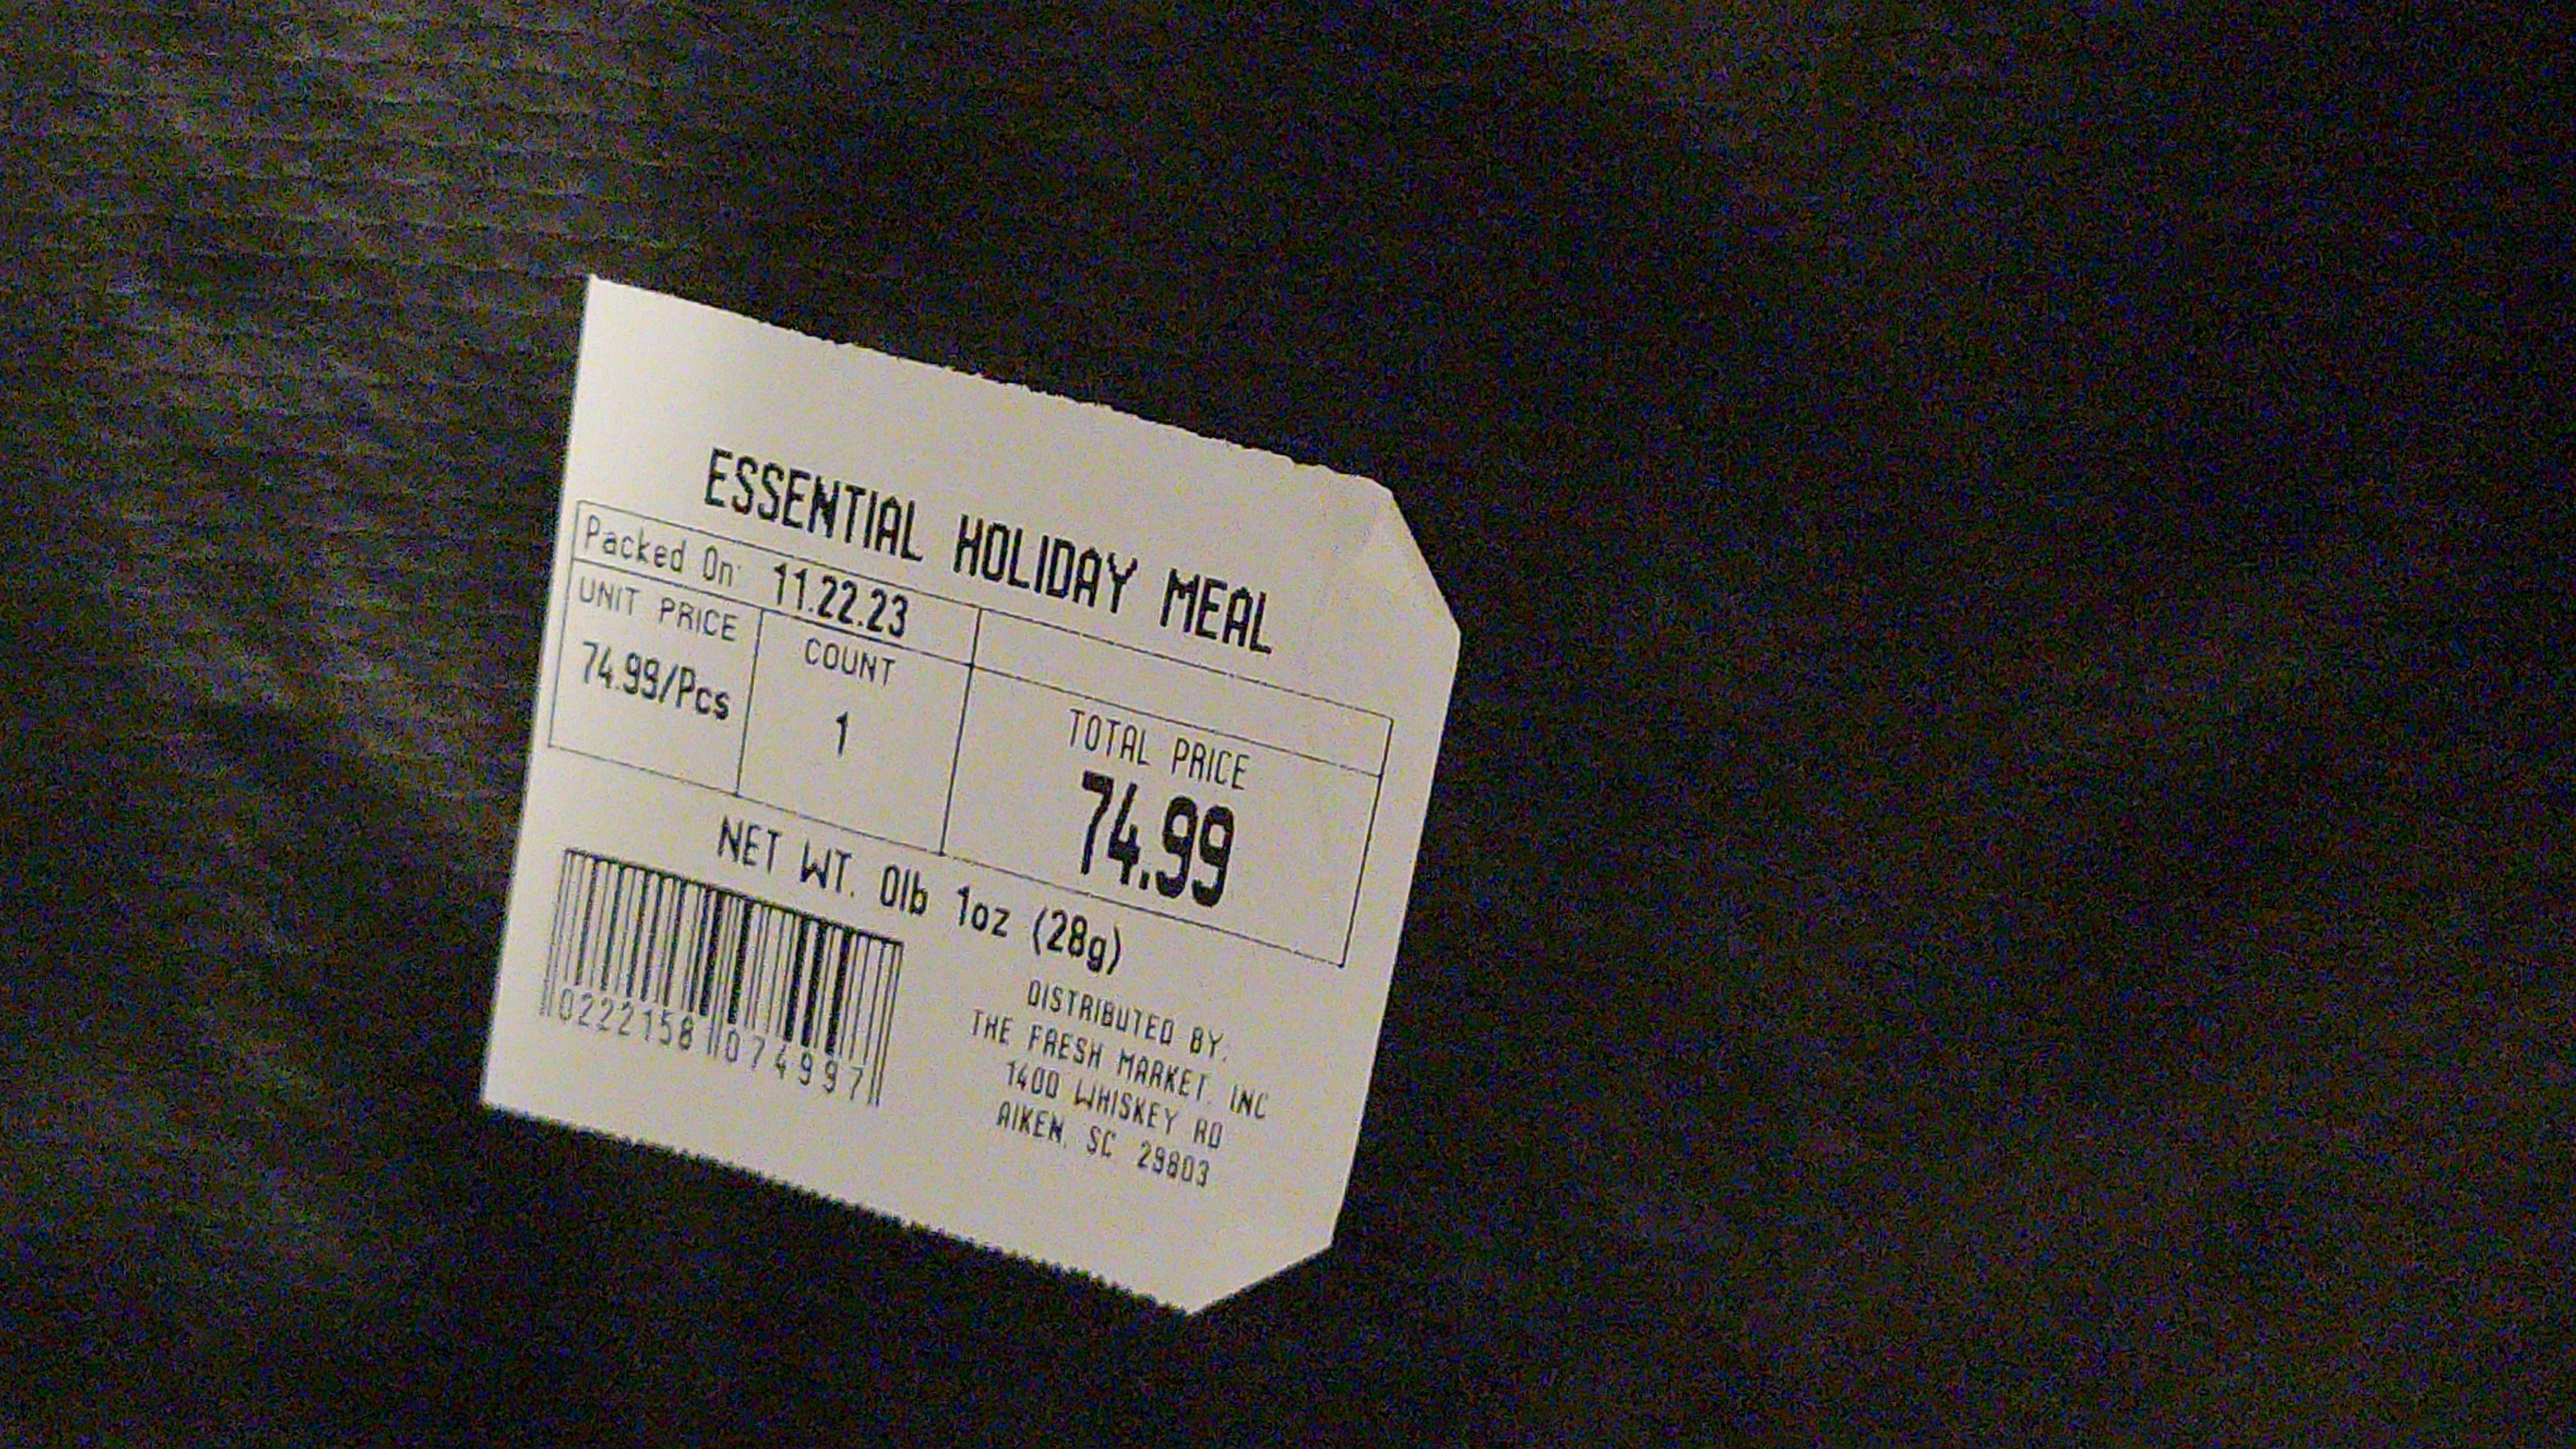 ESSENTIAL HOLIDAY MEAL
Packed On: 11.22.23
UNIT PRICE
74.99/Pcs
COUNT
1
TOTAL PRICE
74.99
NET WT. 0lb 1oz (28g)
0222158 074997
DISTRIBUTED BY:
THE FRESH MARKET, INC
1400 WHISKEY RD
AIKEN, SC 29803